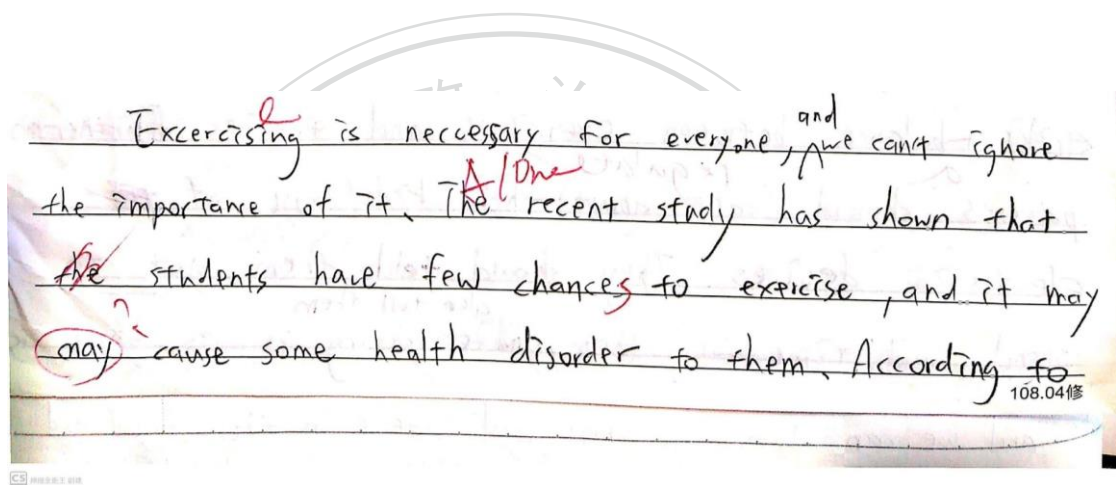 e
and
Excercising is neccessary for everyone, we can't ignore
A/One
the importance of it. The recent study has shown that
the students have few chances to exercise, and it may
?
may cause some health disorder to them. According to
108.04修
CS